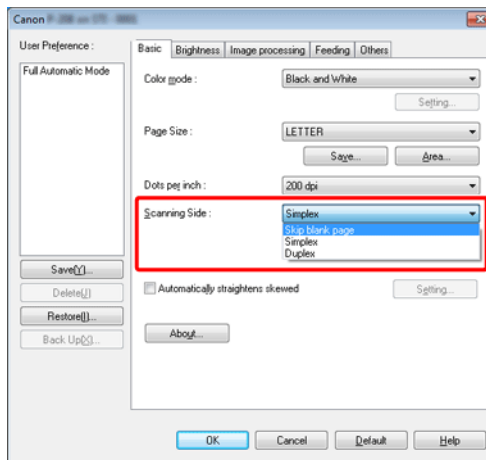 Canon
User Preference :
Full Automatic Mode
Save(Y)...
Delete(J)
Restore(I)...
Back Up(X)...
Basic
Brightness
Image processing
Feeding
Others
Color mode :
Black and White
Setting...
Page Size :
LETTER
Save...
Area...
Dots per inch :
200 dpi
Scanning Side :
Simplex
Skip blank page
Simplex
Duplex
Automatically straightens skewed
Setting...
About...
OK
Cancel
Default
Help